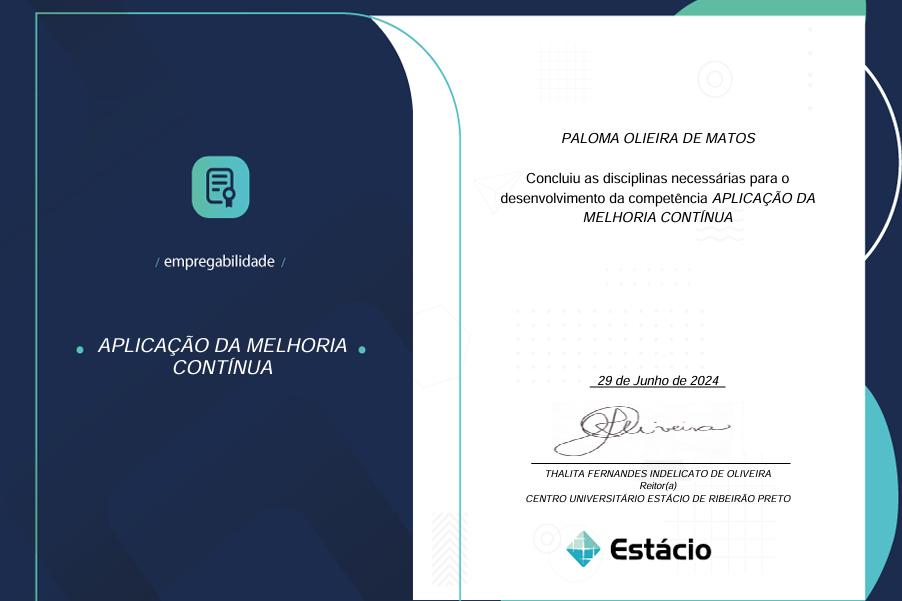 / empregabilidade /
APLICAÇÃO DA MELHORIA
CONTÍNUA
PALOMA OLIEIRA DE MATOS
Concluiu as disciplinas necessárias para o
desenvolvimento da competência APLICAÇÃO DA
MELHORIA CONTÍNUA
29 de Junho de 2024
Oliveira
THALITA FERNANDES INDELICATO DE OLIVEIRA
Reitor(a)
CENTRO UNIVERSITÁRIO ESTÁCIO DE RIBEIRÃO PRETO
Estácio